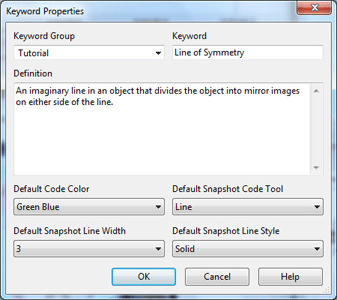 Keyword Properties
Keyword Group Keyword
Tutorial Line of Symmetry
Definition
An imaginary line in an object that divides the object into mirror images
on either side of the line.
Default Code Color Default Snapshot Code Tool
Green Blue Line
Default Snapshot Line Width Default Snapshot Line Style
3 Solid
OK Cancel Help